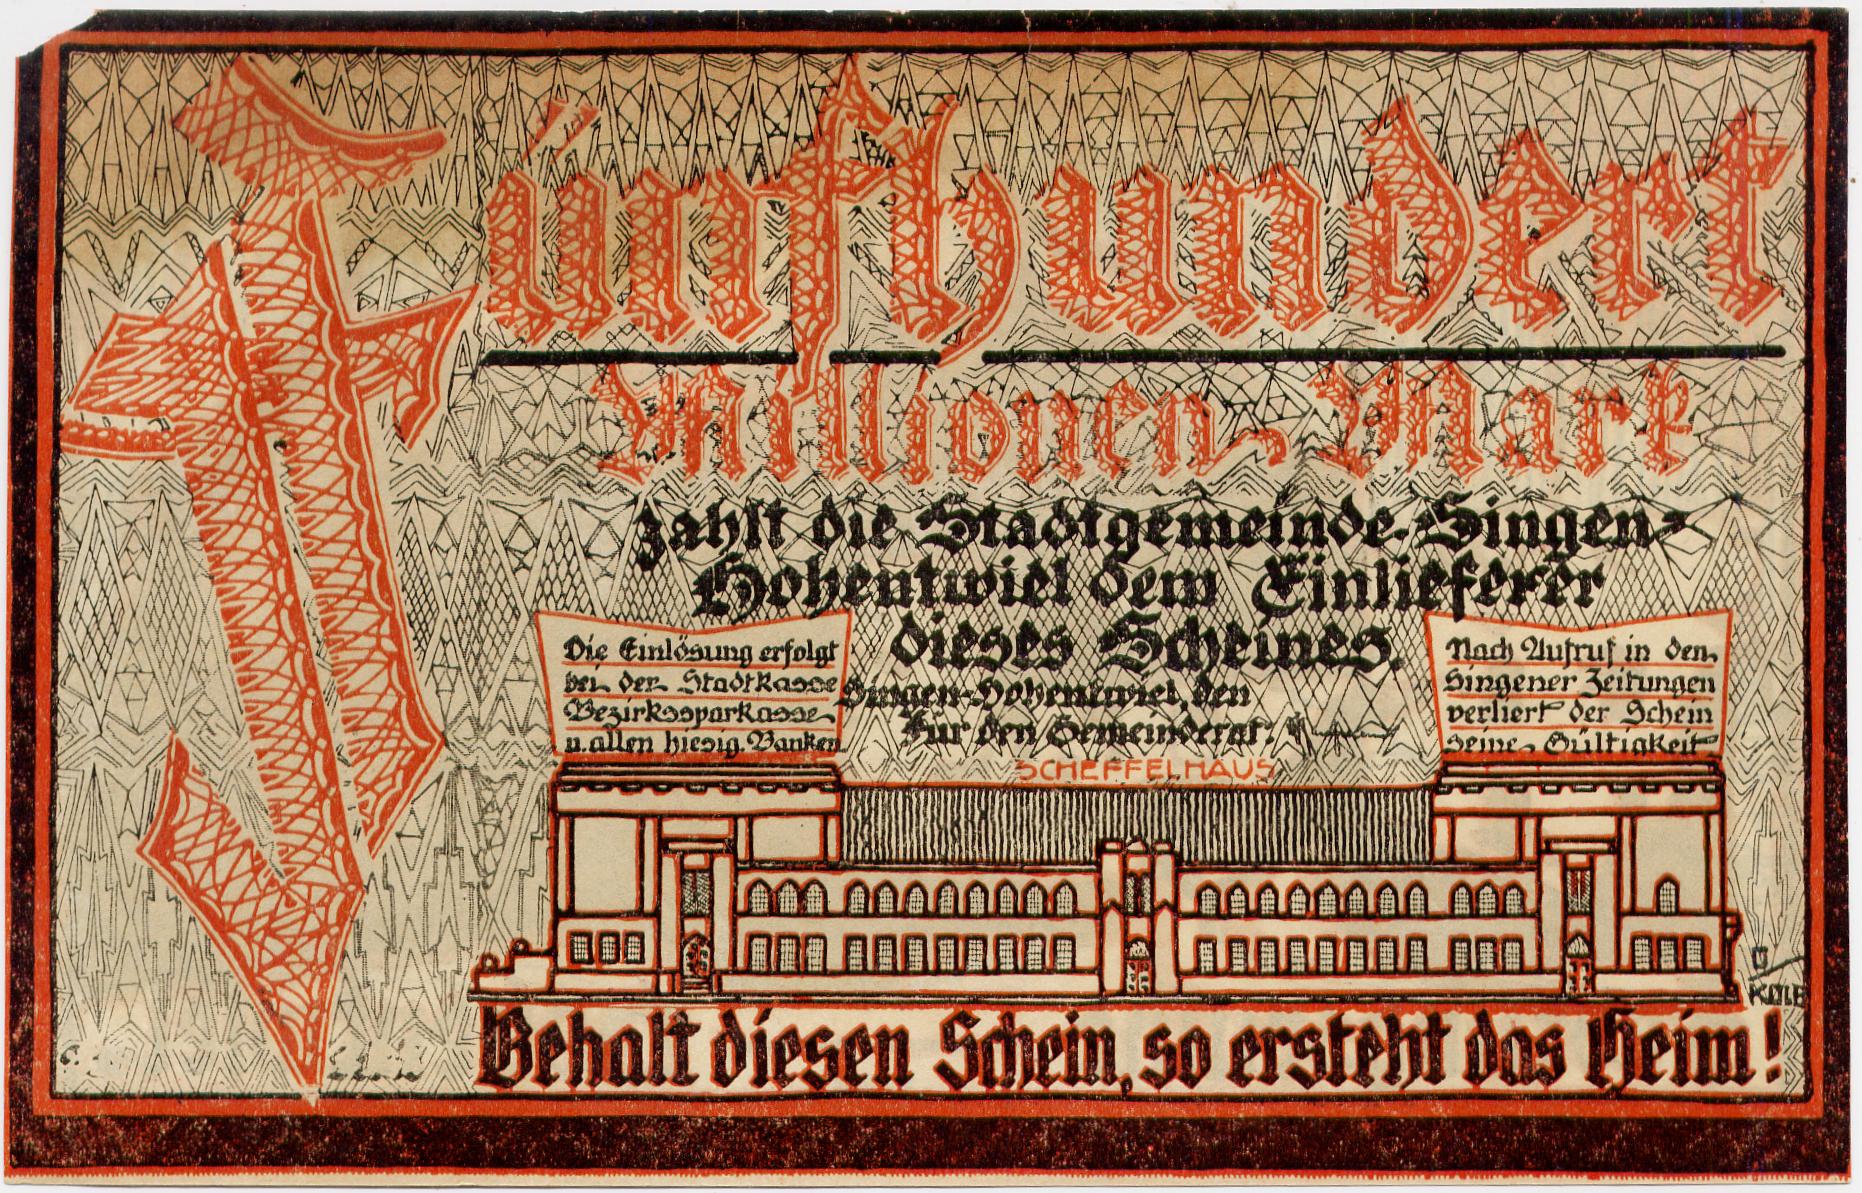 Fünfhundert
Millionen Mark
zahlt die Stadtgemeinde Singen-
Hohentwiel dem Einlieferer
dieses Scheines.
Singen-Hohentwiel, den
Für den Gemeinderat:
Die Einlösung erfolgt
bei der Stadtkasse
Bezirkssparkasse
u. allen hiesig. Banken
Nach Aufruf in den
Singener Zeitungen
verliert der Schein
seine Gültigkeit
SCHEFFELHAUS
Behalt diesen Schein, so ersteht das Heim!